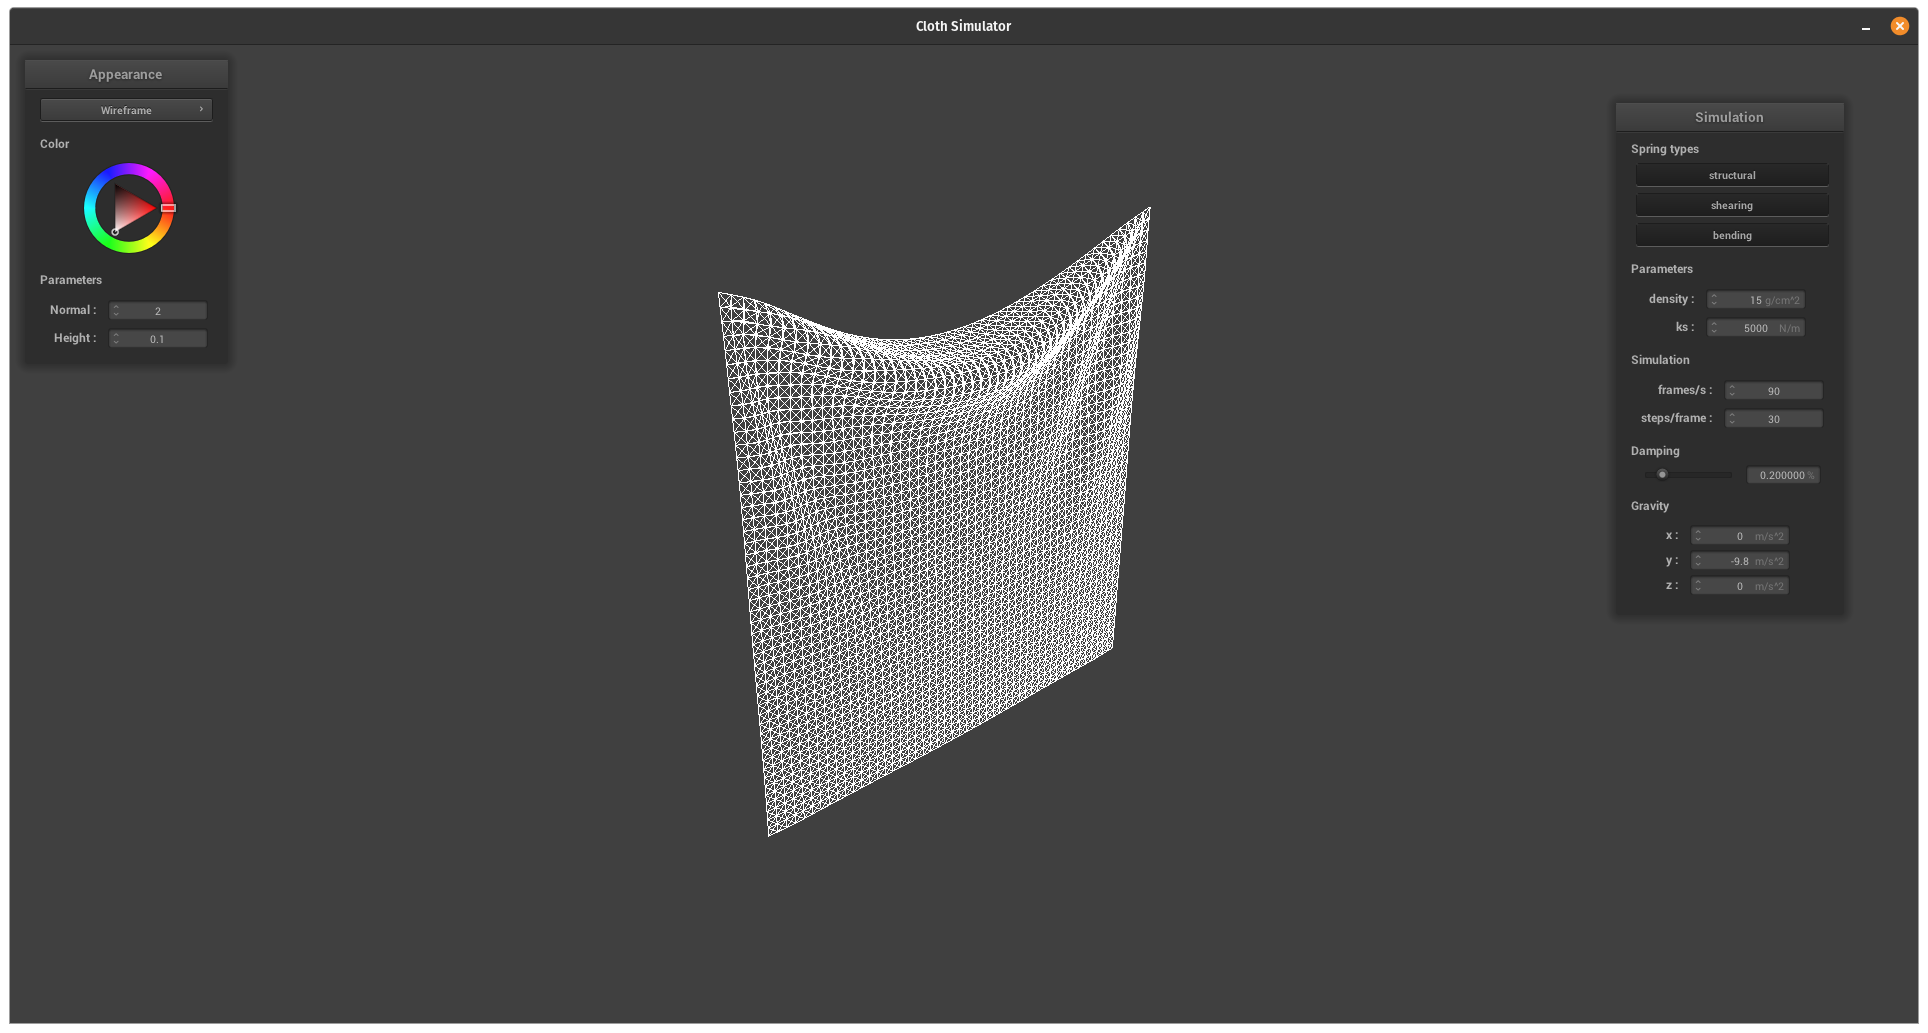 Cloth Simulator
Appearance
Wireframe
Color
Parameters
Normal : 2
Height : 0.1
Simulation
Spring types
structural
shearing
bending
Parameters
density : 15 g/cm^2
ks : 5000 N/m
Simulation
frames/s : 90
steps/frame : 30
Damping
0.200000 %
Gravity
x : 0 m/s^2
y : -9.8 m/s^2
z : 0 m/s^2